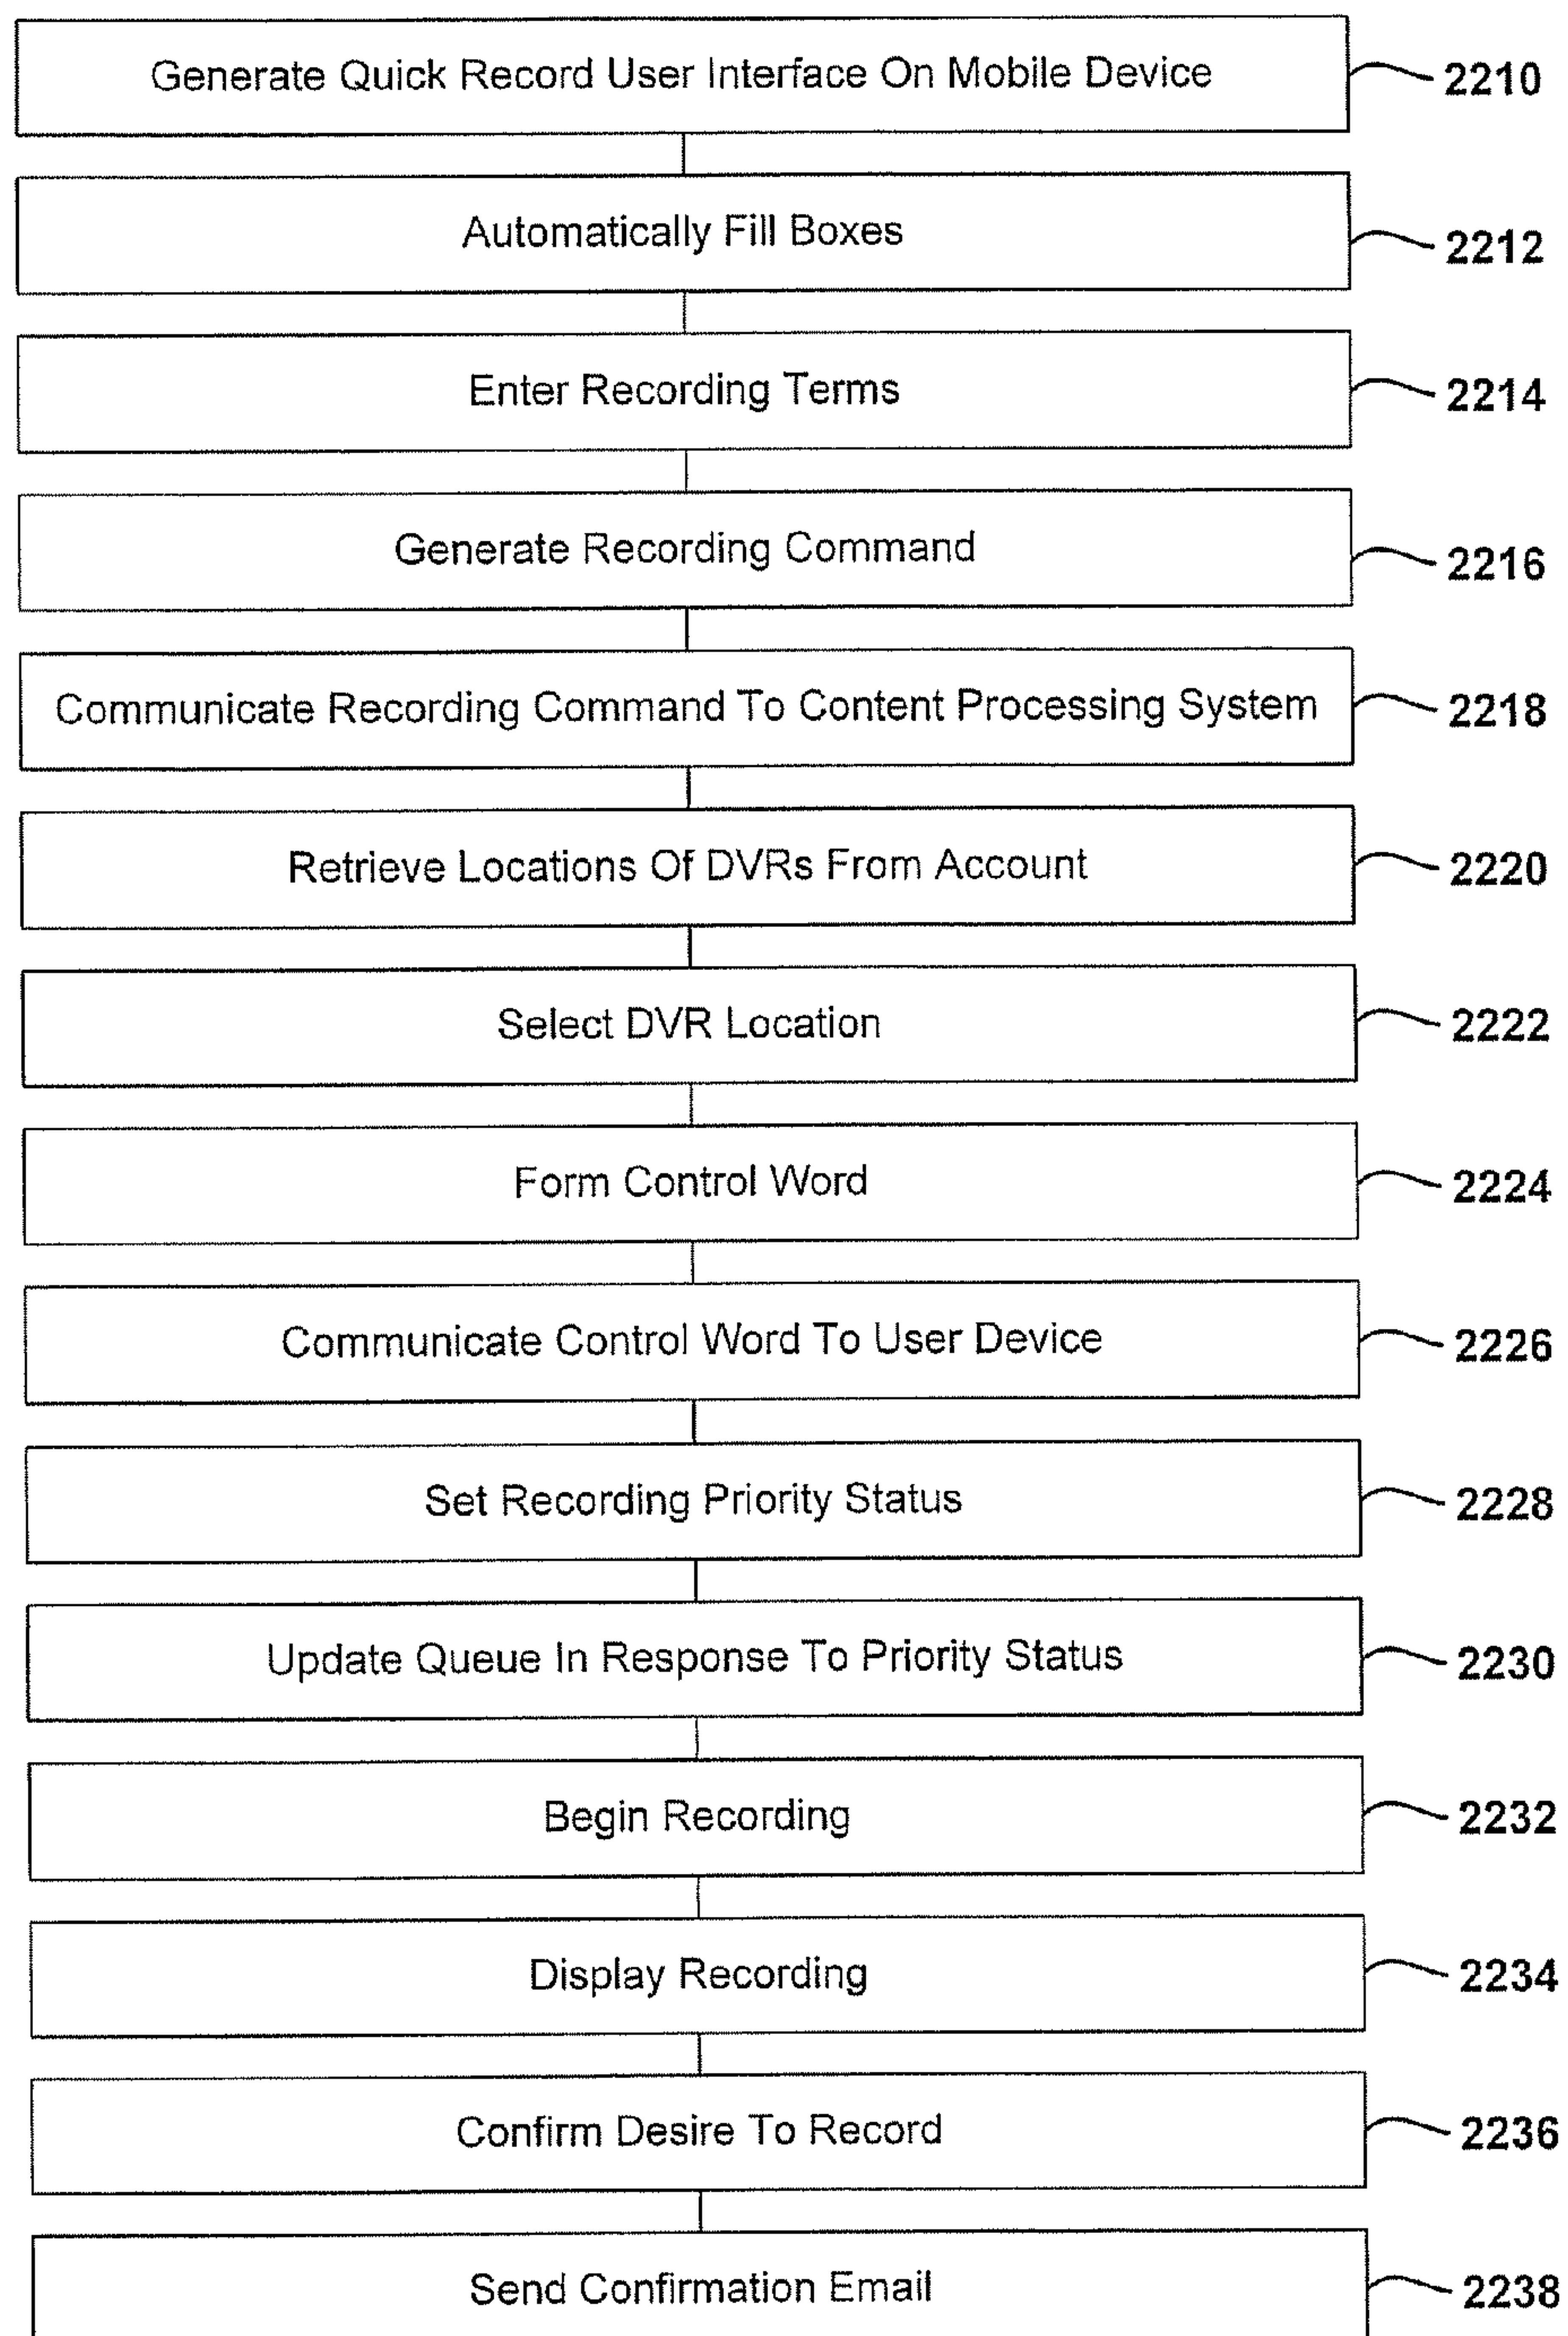 Generate Quick Record User Interface On Mobile Device 2210
Automatically Fill Boxes 2212
Enter Recording Terms 2214
Generate Recording Command 2216
Communicate Recording Command To Content Processing System 2218
Retrieve Locations Of DVRs From Account 2220
Select DVR Location 2222
Form Control Word 2224
Communicate Control Word To User Device 2226
Set Recording Priority Status 2228
Update Queue In Response To Priority Status 2230
Begin Recording 2232
Display Recording 2234
Confirm Desire To Record 2236
Send Confirmation Email 2238